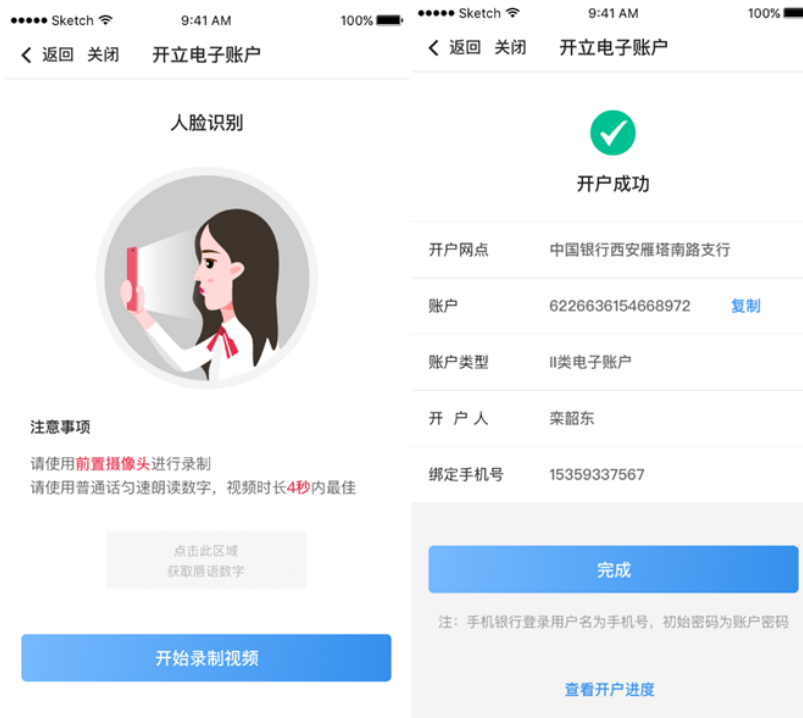 Sketch 9:41 AM 100%
返回 关闭 开立电子账户
人脸识别
注意事项
请使用前置摄像头进行录制
请使用普通话匀速朗读数字，视频时长4秒内最佳
点击此区域
获取唇语数字
开始录制视频
Sketch 9:41 AM 100%
返回 关闭 开立电子账户
开户成功
开户网点 中国银行西安雁塔南路支行
账户 6226636154668972 复制
账户类型 II类电子账户
开 户 人 栾韶东
绑定手机号 15359337567
完成
注：手机银行登录用户名为手机号，初始密码为账户密码
查看开户进度